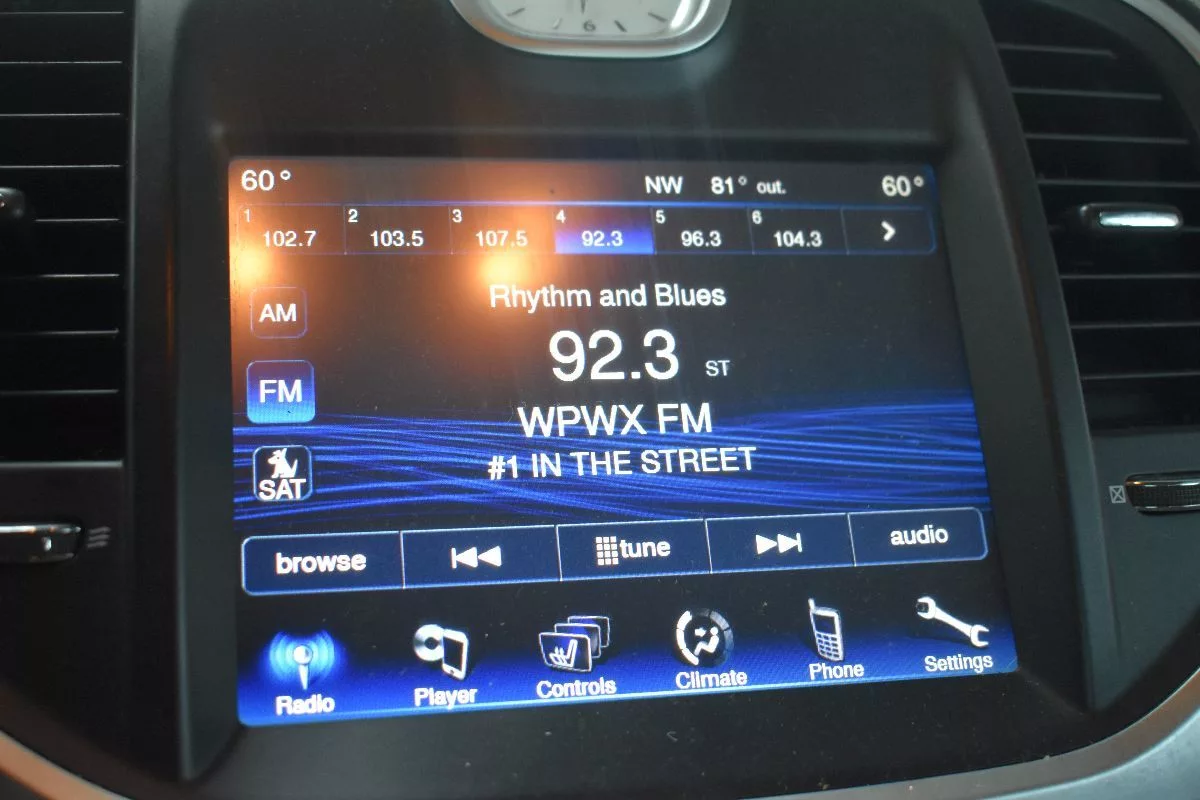 6
60° NW 81° out. 60°
1 2 3 4 5 6
102.7 103.5 107.5 92.3 96.3 104.3
Rhythm and Blues
AM
92.3 ST
FM
WPWX FM
#1 IN THE STREET
SAT
browse tune audio
Radio Player Controls Climate Phone Settings